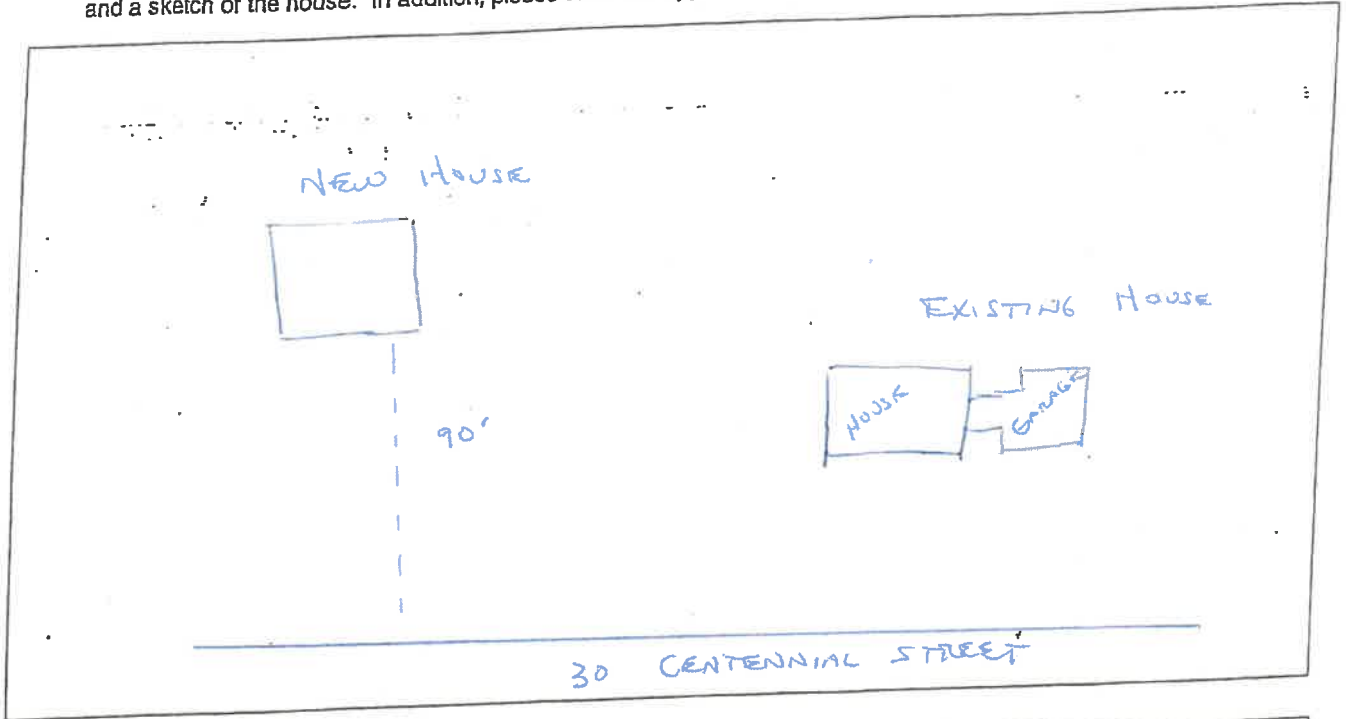 and a sketch of the house. In addition, please
NEW HOUSE
EXISTING HOUSE
HOUSE
GARAGE
90'
30 CENTENNIAL STREET